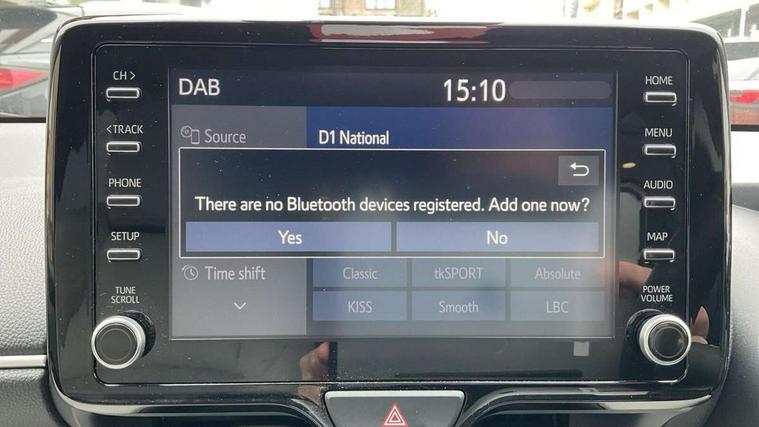 CH >
DAB
15:10
HOME
<TRACK
Source
D1 National
MENU
PHONE
There are no Bluetooth devices registered. Add one now?
AUDIO
SETUP
Yes
No
MAP
Time shift
Classic
tkSPORT
Absolute
TUNE
SCROLL
KISS
Smooth
LBC
POWER
VOLUME